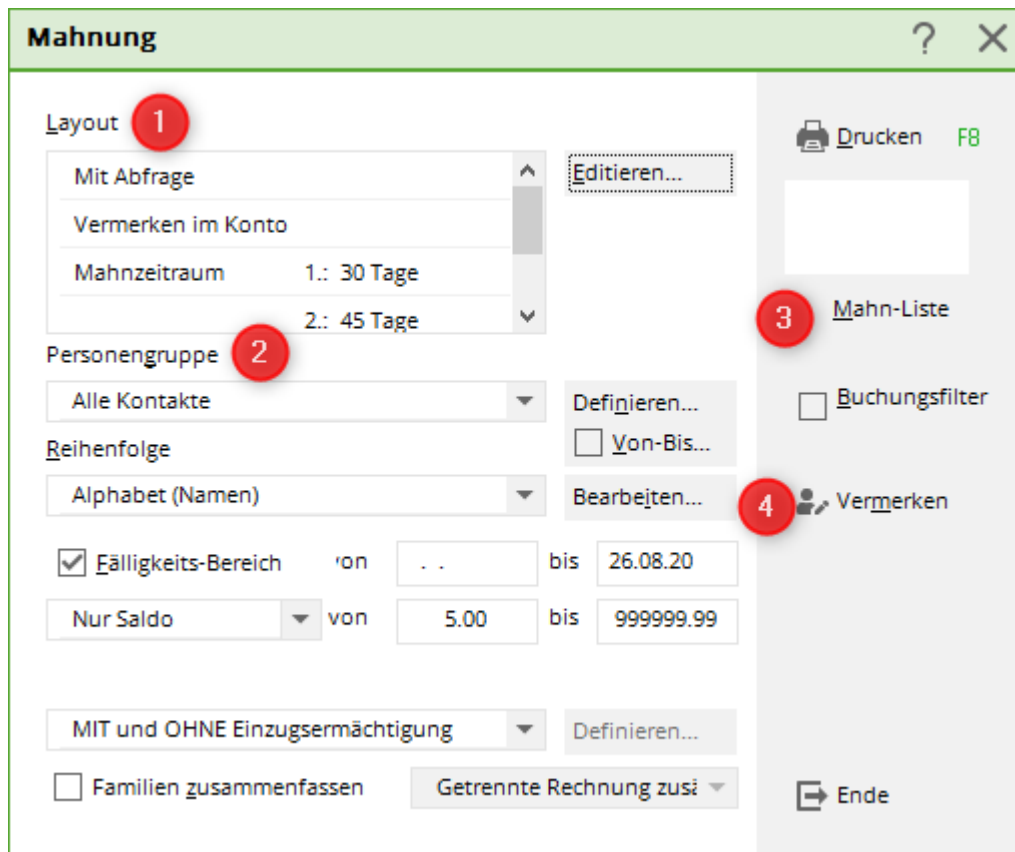 Mahnung ?
Layout 1
Mit Abfrage
Vermerken im Konto
Mahnzeitraum 1.: 30 Tage
2.: 45 Tage
Editieren...
Personengruppe 2
Alle Kontakte
Definieren...
Von-Bis...
Reihenfolge
Alphabet (Namen)
Bearbeiten...
Fälligkeits-Bereich von . . bis 26.08.20
Nur Saldo von 5.00 bis 999999.99
MIT und OHNE Einzugsermächtigung
Definieren...
Familien zusammenfassen
Getrennte Rechnung
Drucken F8
3 Mahn-Liste
Buchungsfilter
4 Vermerken
Ende